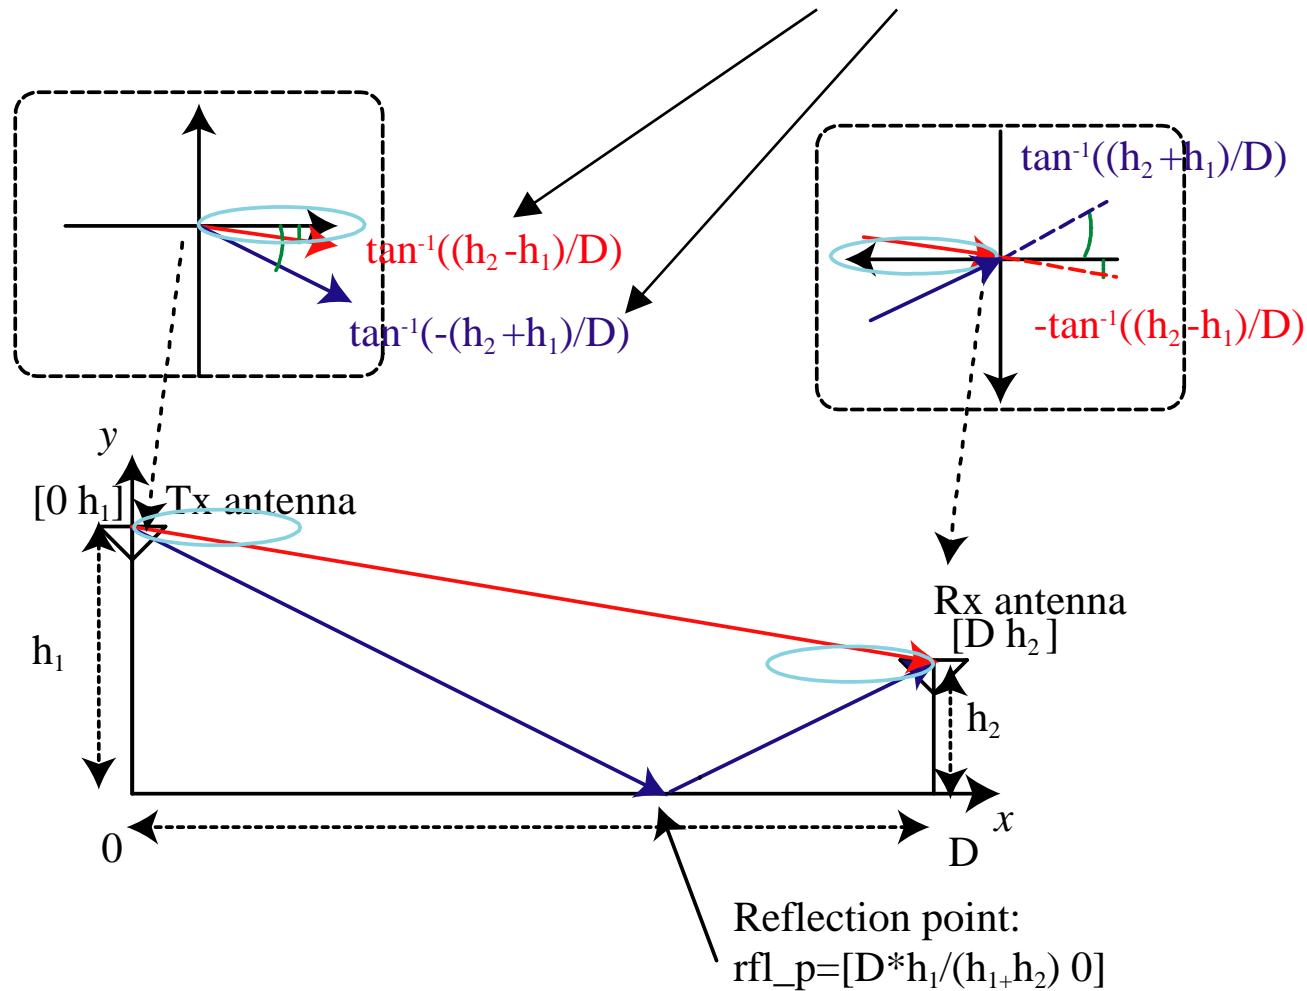 tan⁻¹((h₂+h₁)/D)
tan⁻¹((h₂-h₁)/D)
tan⁻¹(-(h₂+h₁)/D)
-tan⁻¹((h₂-h₁)/D)
y
[0 h₁]
Tx antenna
Rx antenna
[D h₂]
h₁
h₂
x
0
D
Reflection point:
rfl_p=[D*h₁/(h₁₊h₂) 0]